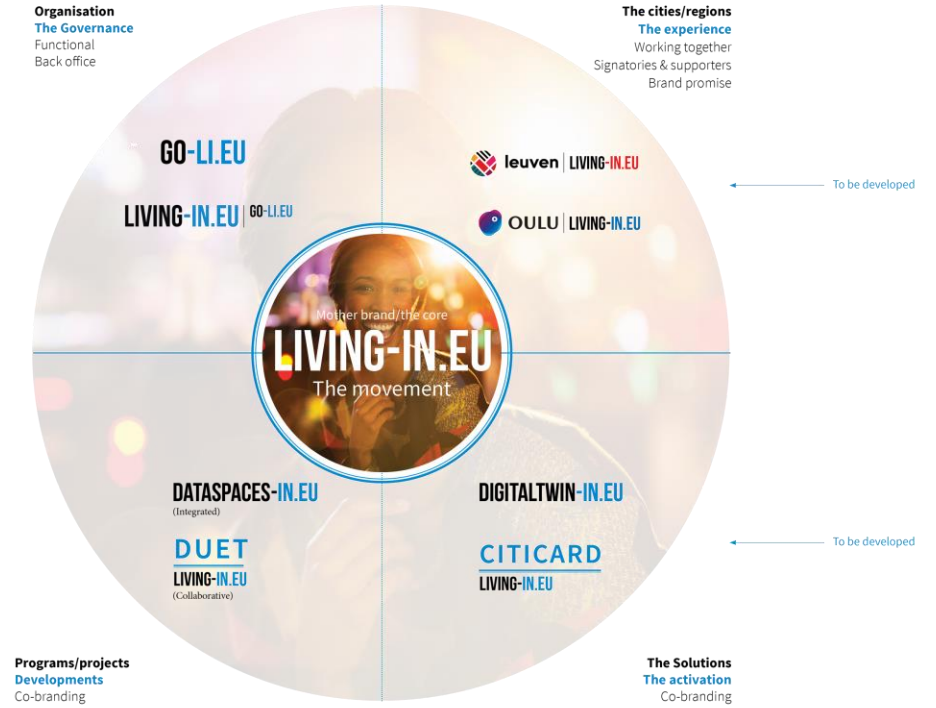 Organisation
The Governance
Functional
Back office
The cities/regions
The experience
Working together
Signatories & supporters
Brand promise
GO-LI.EU
LIVING-IN.EU | GO-LI.EU
leuven | LIVING-IN.EU
OULU | LIVING-IN.EU
To be developed
Mother brand/the core
LIVING-IN.EU
The movement
DATASPACES-IN.EU
(Integrated)
DUET
LIVING-IN.EU
(Collaborative)
DIGITALTWIN-IN.EU
CITICARD
LIVING-IN.EU
To be developed
Programs/projects
Developments
Co-branding
The Solutions
The activation
Co-branding